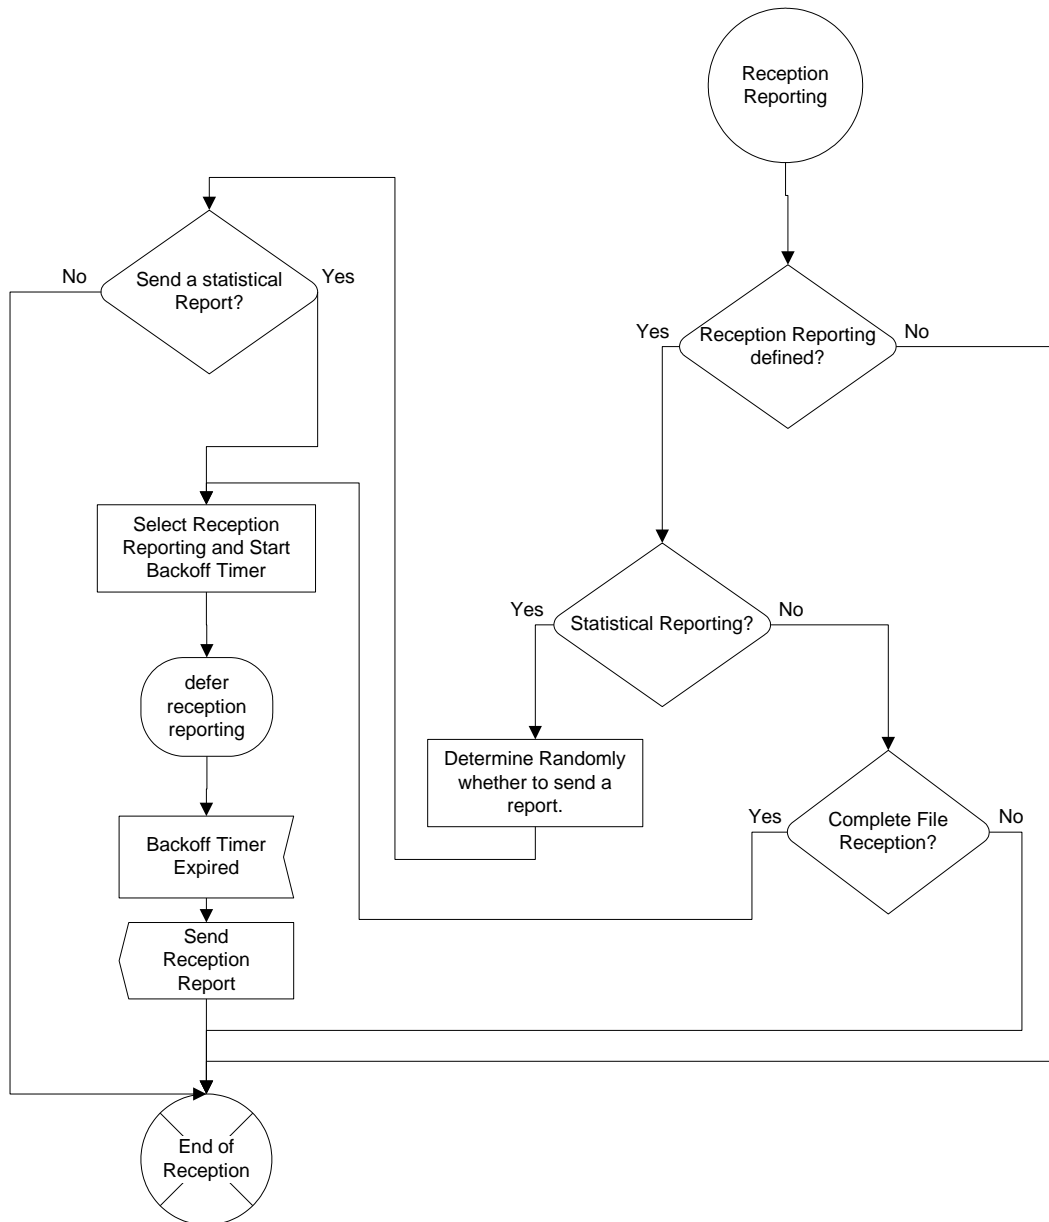 Reception
Reporting
No
Send a statistical
Report?
Yes
Yes
Reception Reporting
defined?
No
Select Reception
Reporting and Start
Backoff Timer
Yes
Statistical Reporting?
No
defer
reception
reporting
Determine Randomly
whether to send a
report.
Yes
Complete File
Reception?
No
Backoff Timer
Expired
Send
Reception
Report
End of
Reception